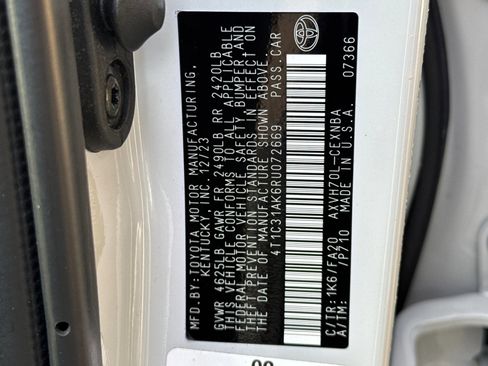 MFD.BY:TOYOTA MOTOR MANUFACTURING,
KENTUCKY, INC. 12/23
GVWR 4625LB GAWR FR 2490LB RR 2420LB
THIS VEHICLE CONFORMS TO ALL APPLICABLE
FEDERAL MOTOR VEHICLE SAFETY, BUMPER, AND
THEFT PREVENTION STANDARDS IN EFFECT ON
THE DATE OF MANUFACTURE SHOWN ABOVE.
4T1C31AK6RU072669 PASS.CAR
C/TR:1K6/FA20 AXVH70L-CEXNBA
A/TM: /P710 MADE IN U.S.A. 07366